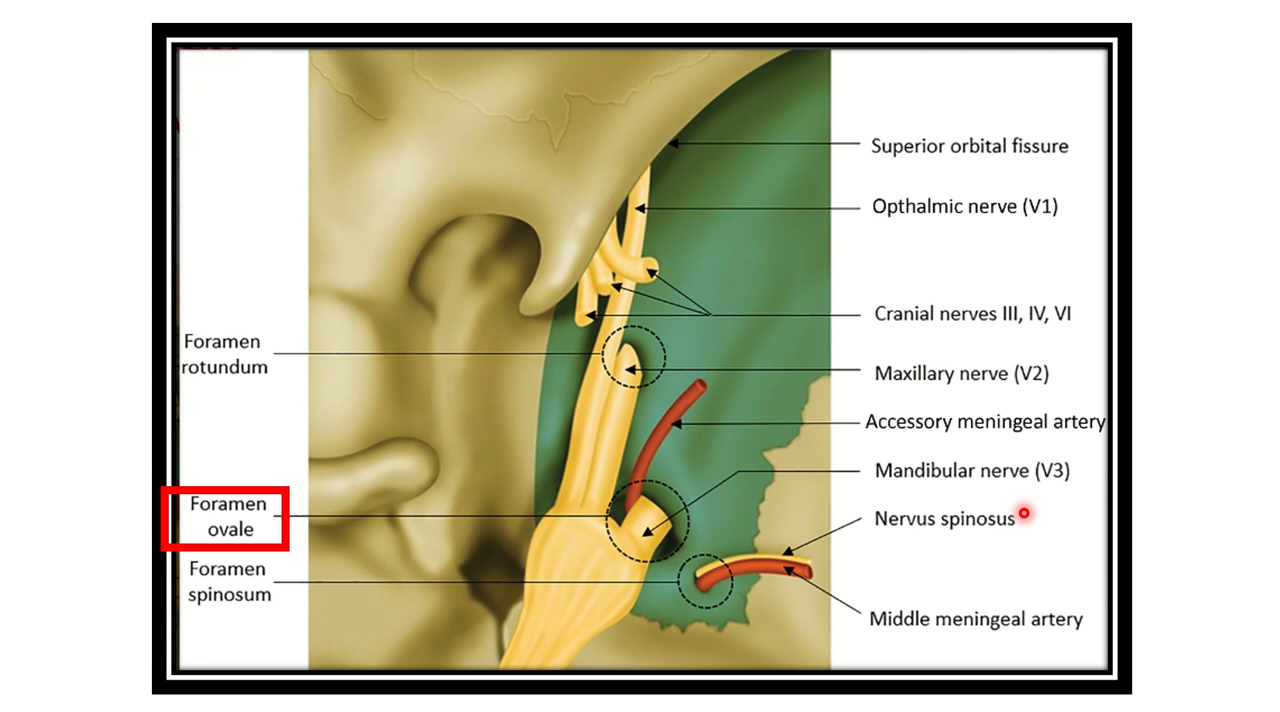 Superior orbital fissure
Opthalmic nerve (V1)
Cranial nerves III, IV, VI
Foramen
rotundum
Maxillary nerve (V2)
Accessory meningeal artery
Mandibular nerve (V3)
Foramen
ovale
Nervus spinosus
Foramen
spinosum
Middle meningeal artery